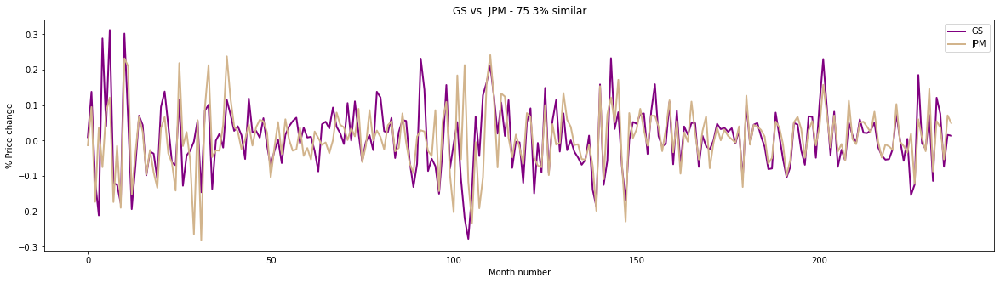 GS vs. JPM - 75.3% similar
GS
JPM
% Price change
0.3
0.2
0.1
0.0
−0.1
−0.2
−0.3
0
50
100
150
200
Month number